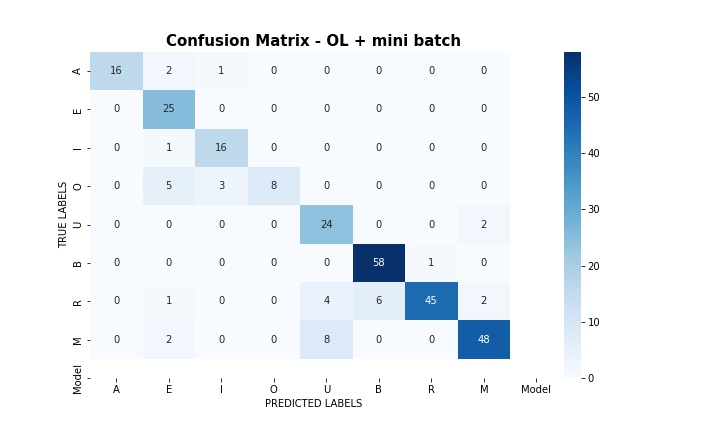 Confusion Matrix - OL + mini batch
TRUE LABELS
A 16 2 1 0 0 0 0 0
E 0 25 0 0 0 0 0 0
I 0 1 16 0 0 0 0 0
O 0 5 3 8 0 0 0 0
U 0 0 0 0 24 0 0 2
B 0 0 0 0 0 58 1 0
R 0 1 0 0 4 6 45 2
M 0 2 0 0 8 0 0 48
Model
A E I O U B R M Model
PREDICTED LABELS
50
40
30
20
10
0